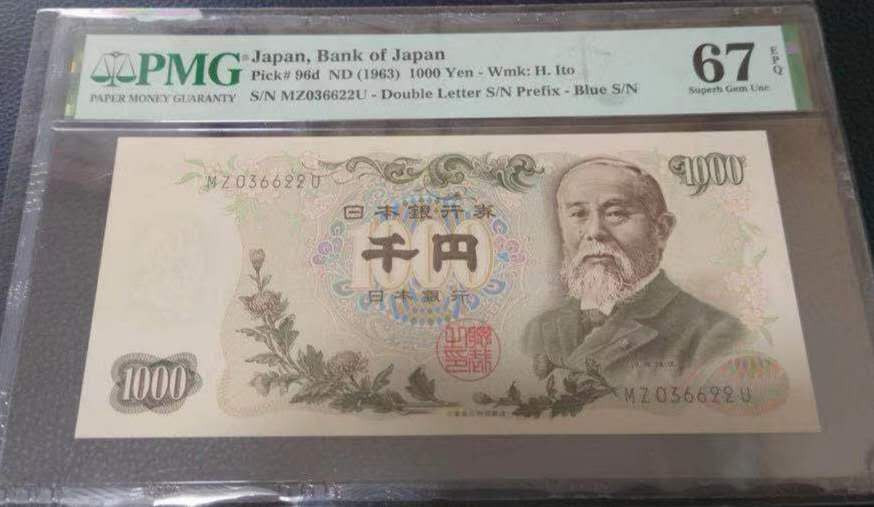 PMG
PAPER MONEY GUARANTY
Japan, Bank of Japan
Pick# 96d ND (1963) 1000 Yen - Wmk: H. Ito
S/N MZ036622U - Double Letter S/N Prefix - Blue S/N
67 EPQ
Superb Gem Unc
MZ036622U
1000
日本銀行券
千円
1000
日本銀行
1000
MZ036622U